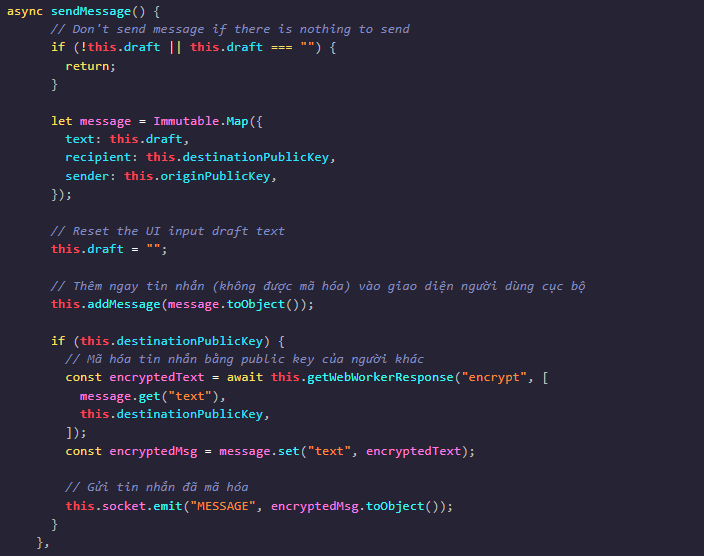 async sendMessage() {
// Don't send message if there is nothing to send
if (!this.draft || this.draft === "") {
return;
}
let message = Immutable.Map({
text: this.draft,
recipient: this.destinationPublicKey,
sender: this.originPublicKey,
});
// Reset the UI input draft text
this.draft = "";
// Thêm ngay tin nhắn (không được mã hóa) vào giao diện người dùng cục bộ
this.addMessage(message.toObject());
if (this.destinationPublicKey) {
// Mã hóa tin nhắn bằng public key của người khác
const encryptedText = await this.getWebWorkerResponse("encrypt", [
message.get("text"),
this.destinationPublicKey,
]);
const encryptedMsg = message.set("text", encryptedText);
// Gửi tin nhắn đã mã hóa
this.socket.emit("MESSAGE", encryptedMsg.toObject());
}
},